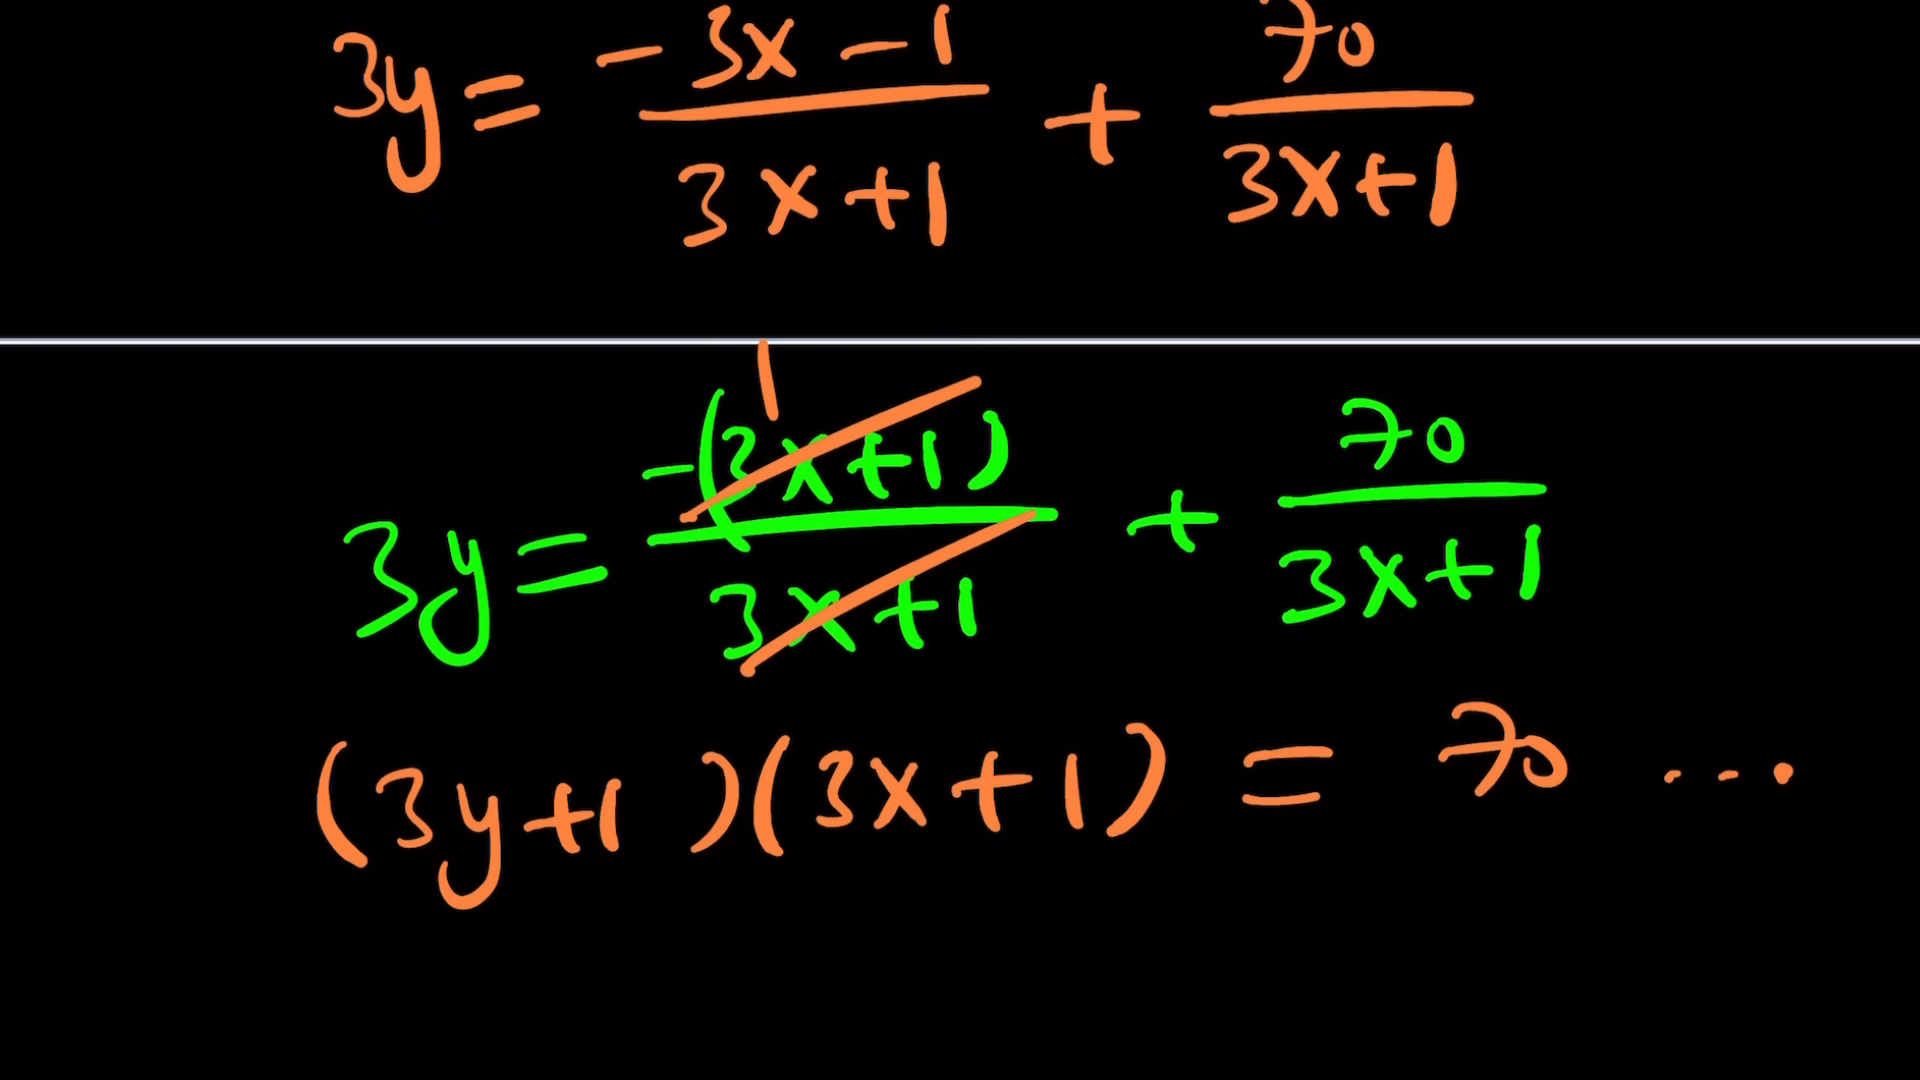 3y = (-3x - 1)/(3x + 1) + 70/(3x + 1)
1
3y = -(3x+1)/(3x+1) + 70/(3x+1)
(3y+1)(3x+1) = 70 ...